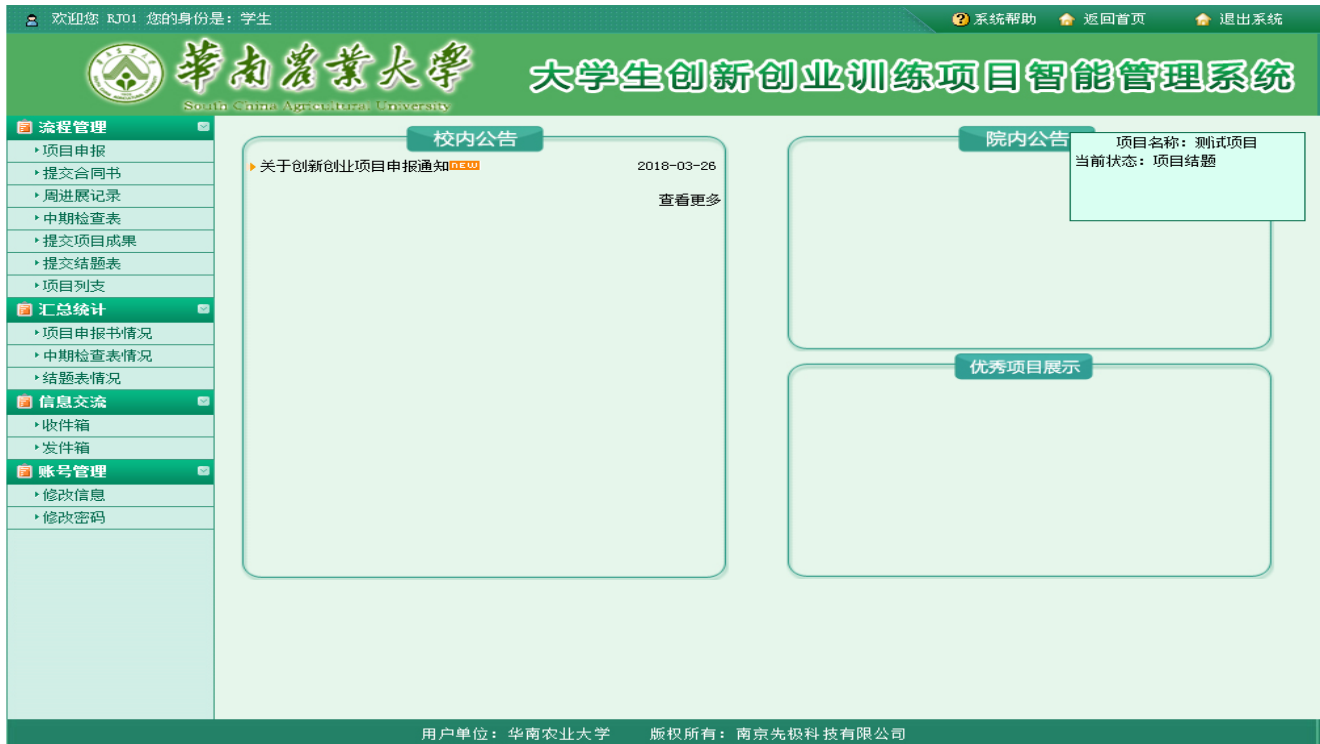 欢迎您 RJ01 您的身份是：学生
系统帮助 返回首页 退出系统
華南農業大學
South China Agricultural University
大学生创新创业训练项目智能管理系统
流程管理
项目申报
提交合同书
周进展记录
中期检查表
提交项目成果
提交结题表
项目列支
汇总统计
项目申报书情况
中期检查表情况
结题表情况
信息交流
收件箱
发件箱
账号管理
修改信息
修改密码
校内公告
关于创新创业项目申报通知NEW 2018-03-26
查看更多
院内公告
项目名称：测试项目
当前状态：项目结题
优秀项目展示
用户单位：华南农业大学 版权所有：南京先极科技有限公司